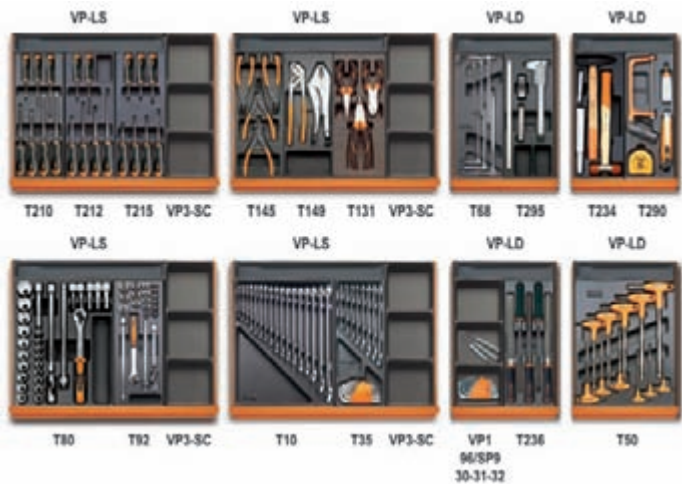 VP-LS VP-LS VP-LD VP-LD
T210 T212 T215 VP3-SC T145 T149 T131 VP3-SC T68 T295 T234 T290
VP-LS VP-LS VP-LD VP-LD
T80 T92 VP3-SC T10 T35 VP3-SC VP1 T236 T50
96/SP9
30-31-32